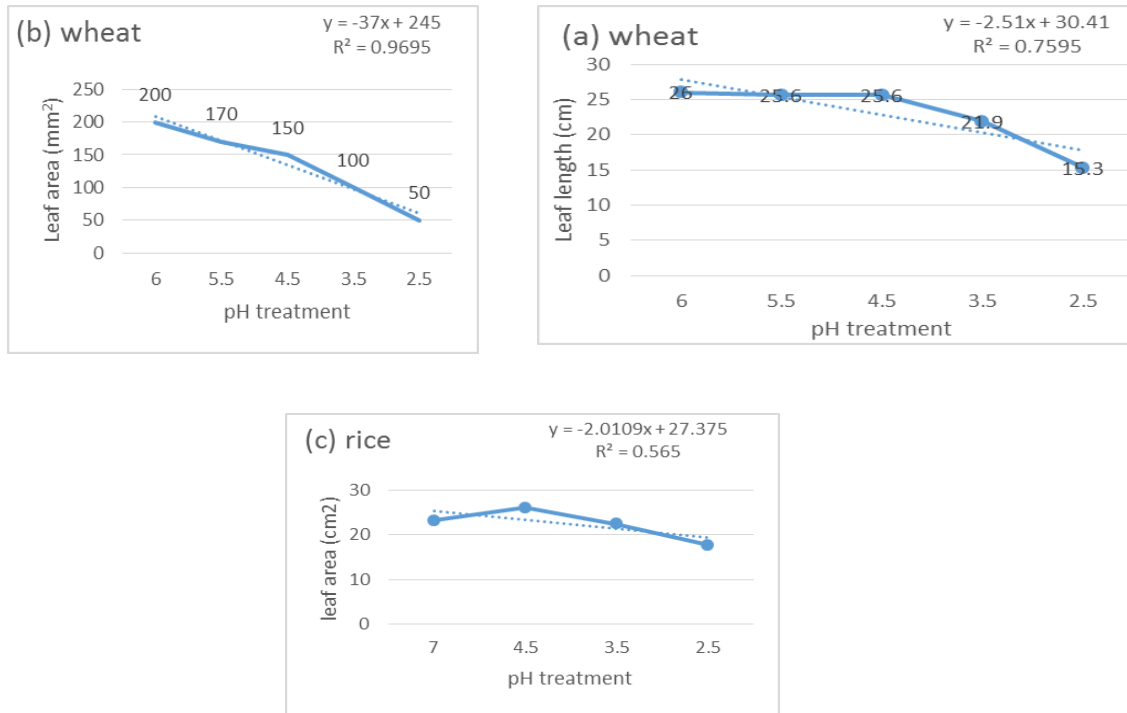 (b) wheat
y = -37x + 245
R² = 0.9695
Leaf area (mm²)
250
200
150
100
50
0
200
170
150
100
50
6 5.5 4.5 3.5 2.5
pH treatment
(a) wheat
y = -2.51x + 30.41
R² = 0.7595
Leaf length (cm)
30
25
20
15
10
5
0
26
25.6
25.6
21.9
15.3
6 5.5 4.5 3.5 2.5
pH treatment
(c) rice
y = -2.0109x + 27.375
R² = 0.565
leaf area (cm2)
30
20
10
0
7 4.5 3.5 2.5
pH treatment